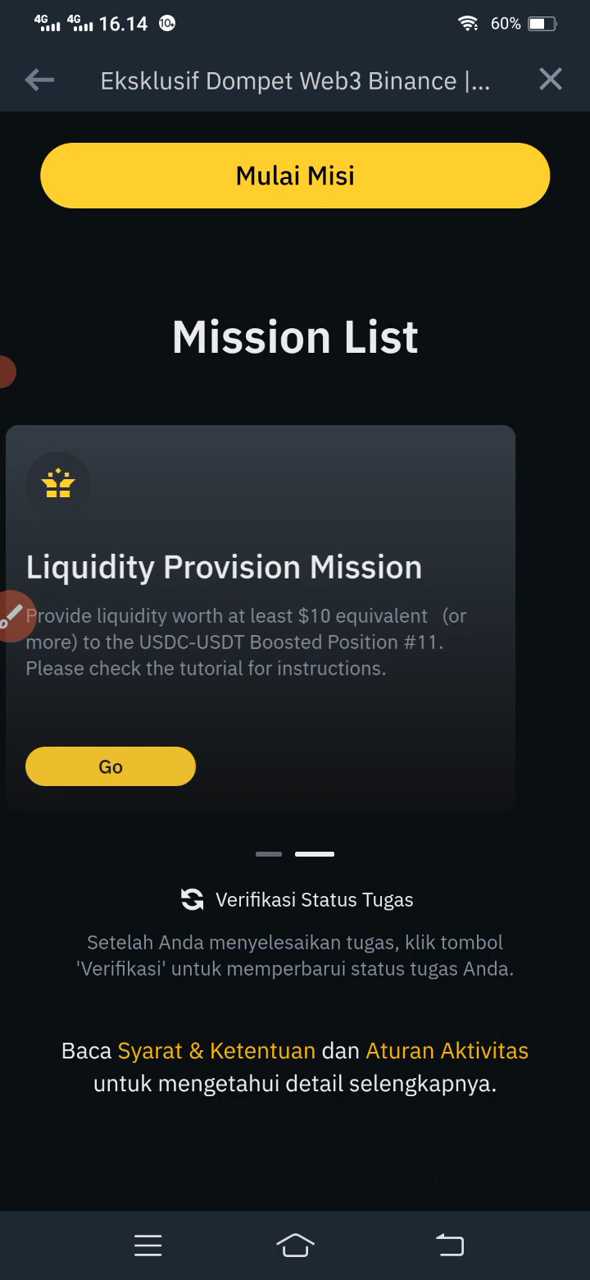 4G 4G 16.14 10+ 60%
Eksklusif Dompet Web3 Binance |...
Mulai Misi
Mission List
Liquidity Provision Mission
Provide liquidity worth at least $10 equivalent (or
more) to the USDC-USDT Boosted Position #11.
Please check the tutorial for instructions.
Go
Verifikasi Status Tugas
Setelah Anda menyelesaikan tugas, klik tombol
'Verifikasi' untuk memperbarui status tugas Anda.
Baca Syarat & Ketentuan dan Aturan Aktivitas
untuk mengetahui detail selengkapnya.